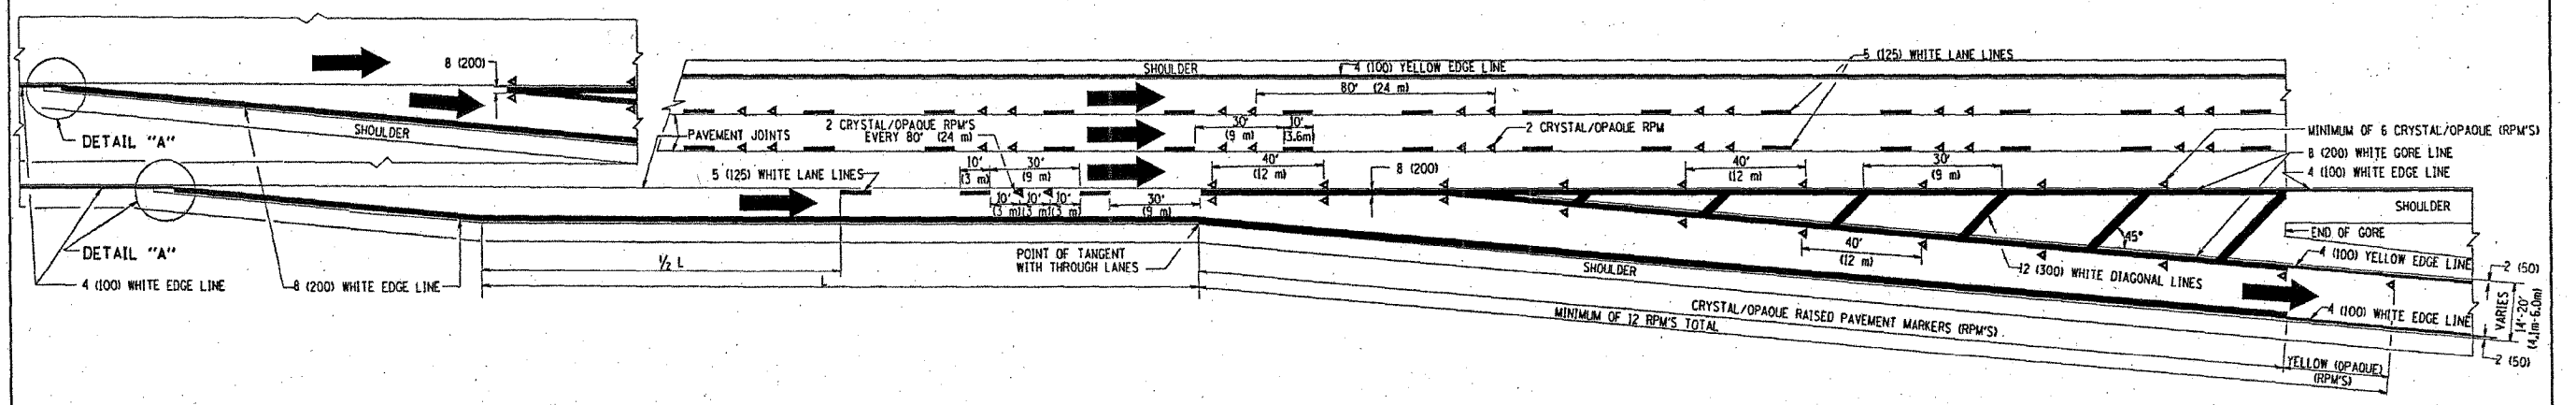 8 (200)
DETAIL "A"
SHOULDER
SHOULDER
4 (100) YELLOW EDGE LINE
5 (125) WHITE LANE LINES
80' (24 m)
PAVEMENT JOINTS
2 CRYSTAL/OPAQUE RPM'S
EVERY 80' (24 m)
30'
(9 m)
10'
(3.6m)
2 CRYSTAL/OPAQUE RPM
MINIMUM OF 6 CRYSTAL/OPAQUE (RPM'S)
8 (200) WHITE GORE LINE
4 (100) WHITE EDGE LINE
5 (125) WHITE LANE LINES
10'
(3 m)
30'
(9 m)
40'
(12 m)
8 (200)
40'
(12 m)
30'
(9 m)
10' 10' 10'
(3 m)(3 m)(3 m)
30'
(9 m)
SHOULDER
END OF GORE
45°
DETAIL "A"
4 (100) WHITE EDGE LINE
8 (200) WHITE EDGE LINE
½ L
L
POINT OF TANGENT
WITH THROUGH LANES
SHOULDER
40'
(12 m)
12 (300) WHITE DIAGONAL LINES
4 (100) YELLOW EDGE LINE
2 (50)
VARIES
14'-20'
(4.1m-6.0m)
4 (100) WHITE EDGE LINE
2 (50)
CRYSTAL/OPAQUE RAISED PAVEMENT MARKERS (RPM'S)
MINIMUM OF 12 RPM'S TOTAL
YELLOW (OPAQUE)
(RPM'S)